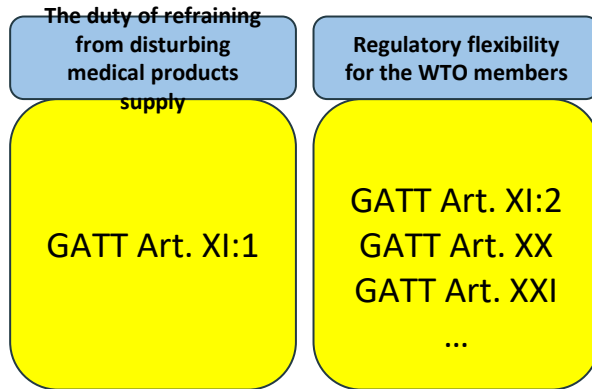 The duty of refraining
from disturbing
medical products
supply
Regulatory flexibility
for the WTO members
GATT Art. XI:1
GATT Art. XI:2
GATT Art. XX
GATT Art. XXI
...